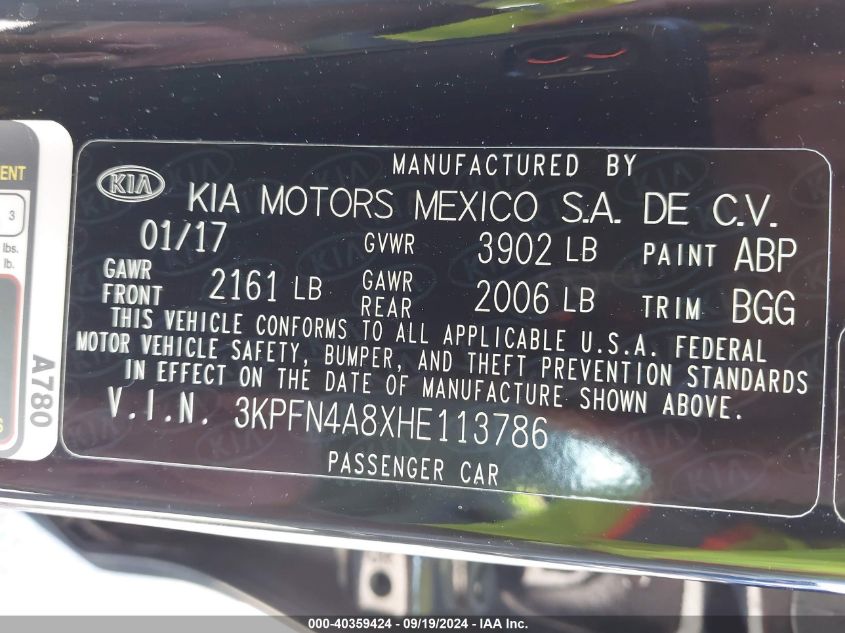 MANUFACTURED BY
KIA KIA MOTORS MEXICO S.A. DE C.V.
01/17 GVWR 3902 LB PAINT ABP
GAWR FRONT 2161 LB GAWR REAR 2006 LB TRIM BGG
THIS VEHICLE CONFORMS TO ALL APPLICABLE U.S.A. FEDERAL
MOTOR VEHICLE SAFETY, BUMPER, AND THEFT PREVENTION STANDARDS
IN EFFECT ON THE DATE OF MANUFACTURE SHOWN ABOVE.
V.I.N. 3KPFN4A8XHE113786
PASSENGER CAR
3
lbs.
lb.
A780
000-40359424 - 09/19/2024 - IAA Inc.